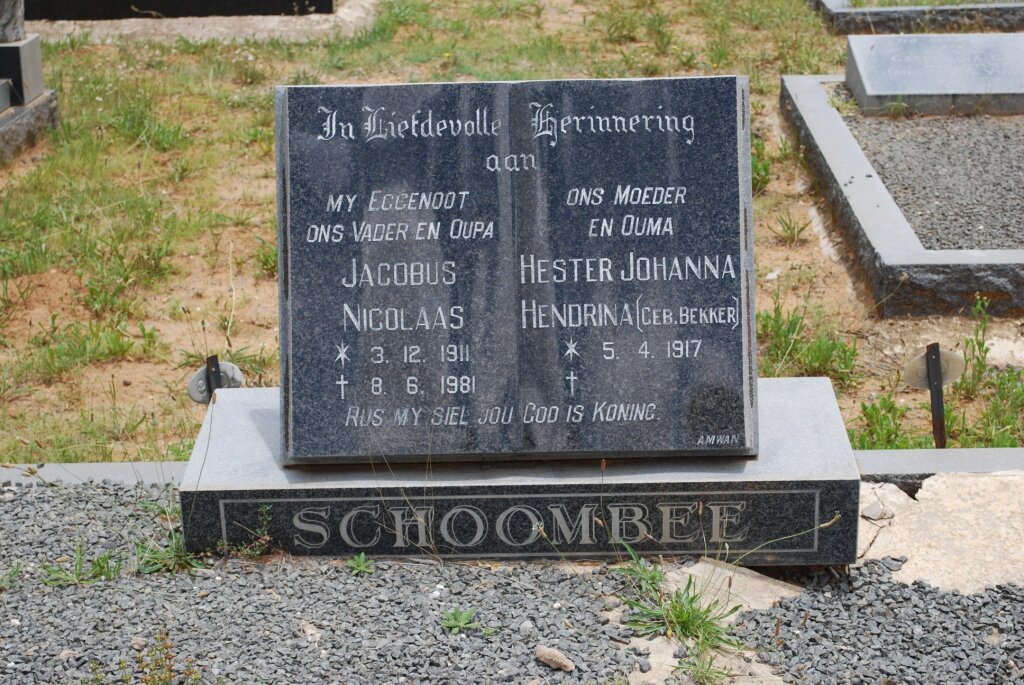 In Liefdevolle Herinnering
aan
MY EGGENOOT
ONS VADER EN OUPA
JACOBUS
NICOLAAS
* 3. 12. 1911
† 8. 6. 1981
ONS MOEDER
EN OUMA
HESTER JOHANNA
HENDRINA (GEB. BEKKER)
* 5. 4. 1917
†
RUS MY SIEL JOU GOD IS KONING.
AMWAN
SCHOOMBEE